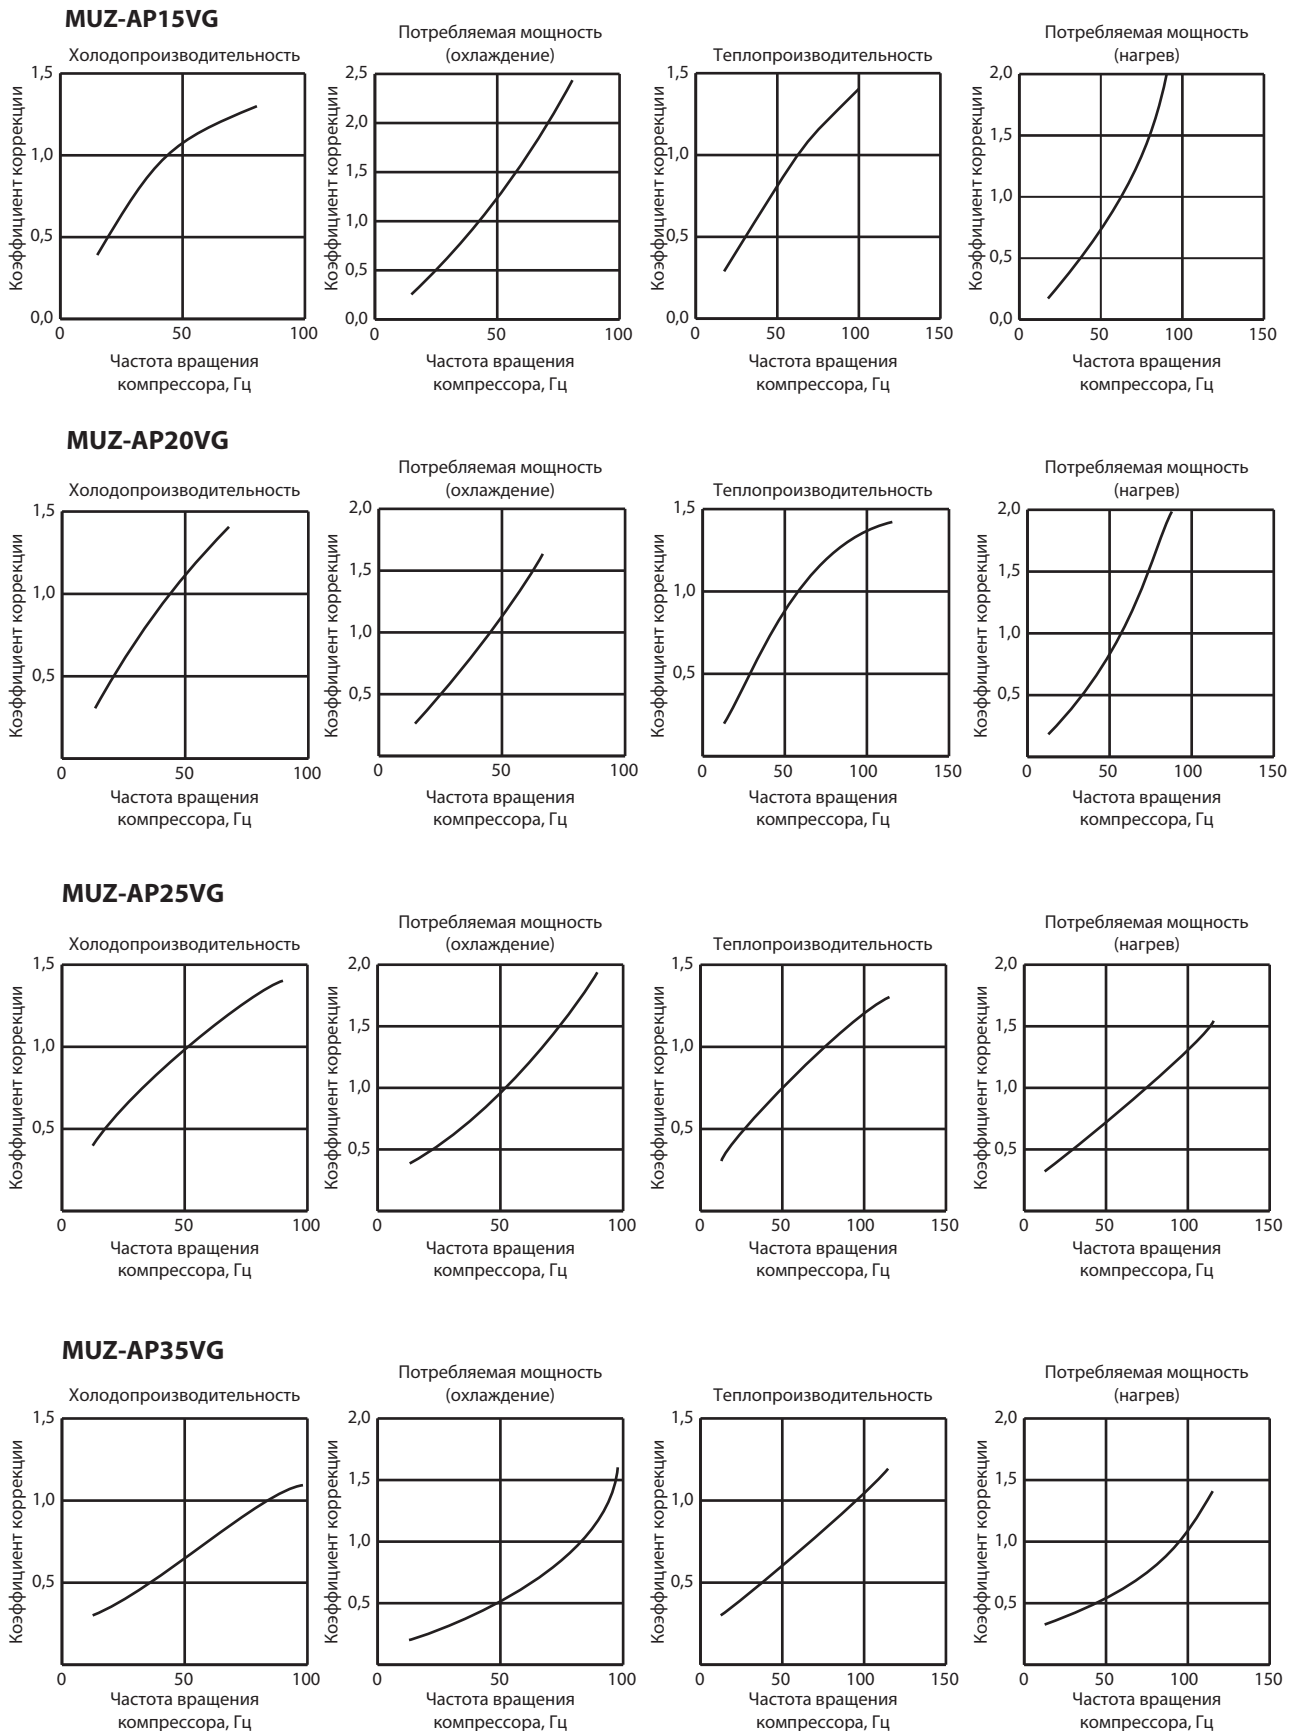 MUZ-AP15VG
Холодопроизводительность
Коэффициент коррекции
1,5
1,0
0,5
0,0
0
50
100
Частота вращения
компрессора, Гц
Потребляемая мощность
(охлаждение)
Коэффициент коррекции
2,5
2,0
1,5
1,0
0,5
0,0
0
50
100
Частота вращения
компрессора, Гц
Теплопроизводительность
Коэффициент коррекции
1,5
1,0
0,5
0,0
0
50
100
150
Частота вращения
компрессора, Гц
Потребляемая мощность
(нагрев)
Коэффициент коррекции
2,0
1,5
1,0
0,5
0,0
0
50
100
150
Частота вращения
компрессора, Гц
MUZ-AP20VG
Холодопроизводительность
Коэффициент коррекции
1,5
1,0
0,5
0
50
100
Частота вращения
компрессора, Гц
Потребляемая мощность
(охлаждение)
Коэффициент коррекции
2,0
1,5
1,0
0,5
0
50
100
Частота вращения
компрессора, Гц
Теплопроизводительность
Коэффициент коррекции
1,5
1,0
0,5
0
50
100
150
Частота вращения
компрессора, Гц
Потребляемая мощность
(нагрев)
Коэффициент коррекции
2,0
1,5
1,0
0,5
0
50
100
150
Частота вращения
компрессора, Гц
MUZ-AP25VG
Холодопроизводительность
Коэффициент коррекции
1,5
1,0
0,5
0
50
100
Частота вращения
компрессора, Гц
Потребляемая мощность
(охлаждение)
Коэффициент коррекции
2,0
1,5
1,0
0,5
0
50
100
Частота вращения
компрессора, Гц
Теплопроизводительность
Коэффициент коррекции
1,5
1,0
0,5
0
50
100
150
Частота вращения
компрессора, Гц
Потребляемая мощность
(нагрев)
Коэффициент коррекции
2,0
1,5
1,0
0,5
0
50
100
150
Частота вращения
компрессора, Гц
MUZ-AP35VG
Холодопроизводительность
Коэффициент коррекции
1,5
1,0
0,5
0
50
100
Частота вращения
компрессора, Гц
Потребляемая мощность
(охлаждение)
Коэффициент коррекции
2,0
1,5
1,0
0,5
0
50
100
Частота вращения
компрессора, Гц
Теплопроизводительность
Коэффициент коррекции
1,5
1,0
0,5
0
50
100
150
Частота вращения
компрессора, Гц
Потребляемая мощность
(нагрев)
Коэффициент коррекции
2,0
1,5
1,0
0,5
0
50
100
150
Частота вращения
компрессора, Гц